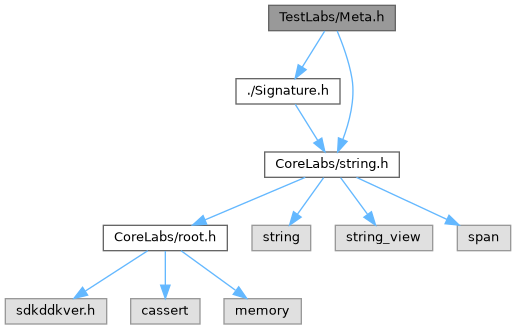 TestLabs/Meta.h
./Signature.h
CoreLabs/string.h
CoreLabs/root.h
string
string_view
span
sdkddkver.h
cassert
memory